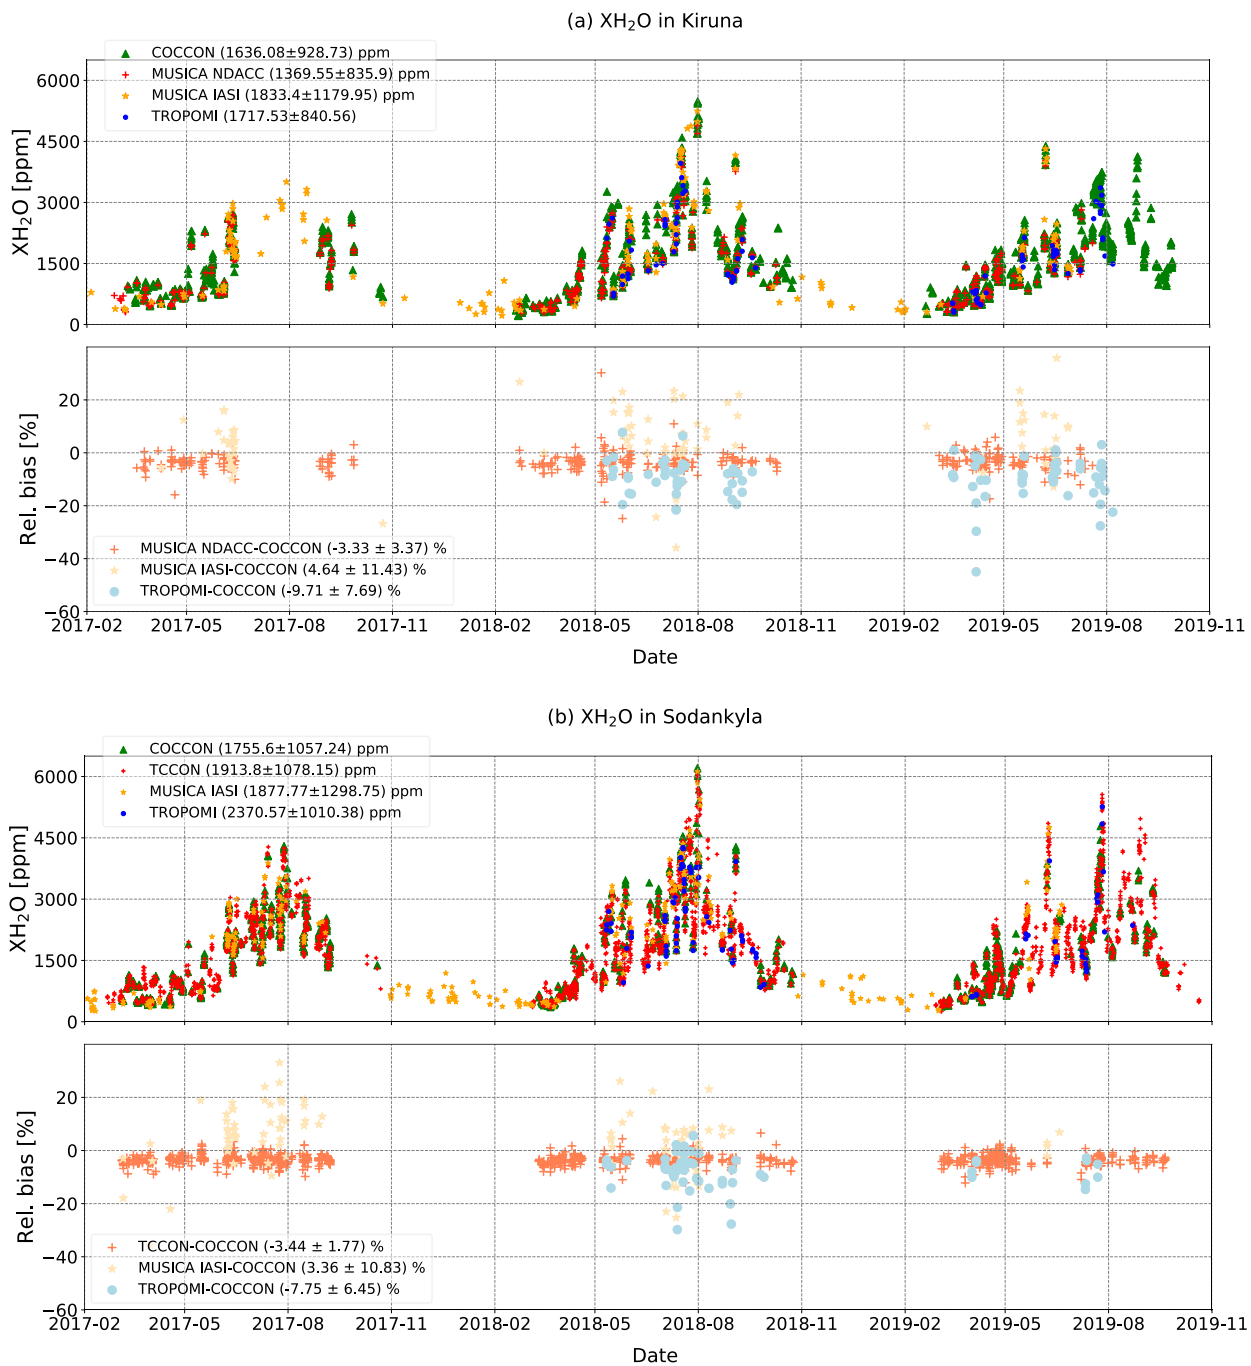 (a) XH₂O in Kiruna
COCCON (1636.08±928.73) ppm
MUSICA NDACC (1369.55±835.9) ppm
MUSICA IASI (1833.4±1179.95) ppm
TROPOMI (1717.53±840.56)
XH₂O [ppm]
6000
4500
3000
1500
0
Rel. bias [%]
20
0
−20
−40
−60
MUSICA NDACC-COCCON (-3.33 ± 3.37) %
MUSICA IASI-COCCON (4.64 ± 11.43) %
TROPOMI-COCCON (-9.71 ± 7.69) %
2017-02 2017-05 2017-08 2017-11 2018-02 2018-05 2018-08 2018-11 2019-02 2019-05 2019-08 2019-11
Date
(b) XH₂O in Sodankyla
COCCON (1755.6±1057.24) ppm
TCCON (1913.8±1078.15) ppm
MUSICA IASI (1877.77±1298.75) ppm
TROPOMI (2370.57±1010.38) ppm
XH₂O [ppm]
6000
4500
3000
1500
0
Rel. bias [%]
20
0
−20
−40
−60
TCCON-COCCON (-3.44 ± 1.77) %
MUSICA IASI-COCCON (3.36 ± 10.83) %
TROPOMI-COCCON (-7.75 ± 6.45) %
2017-02 2017-05 2017-08 2017-11 2018-02 2018-05 2018-08 2018-11 2019-02 2019-05 2019-08 2019-11
Date